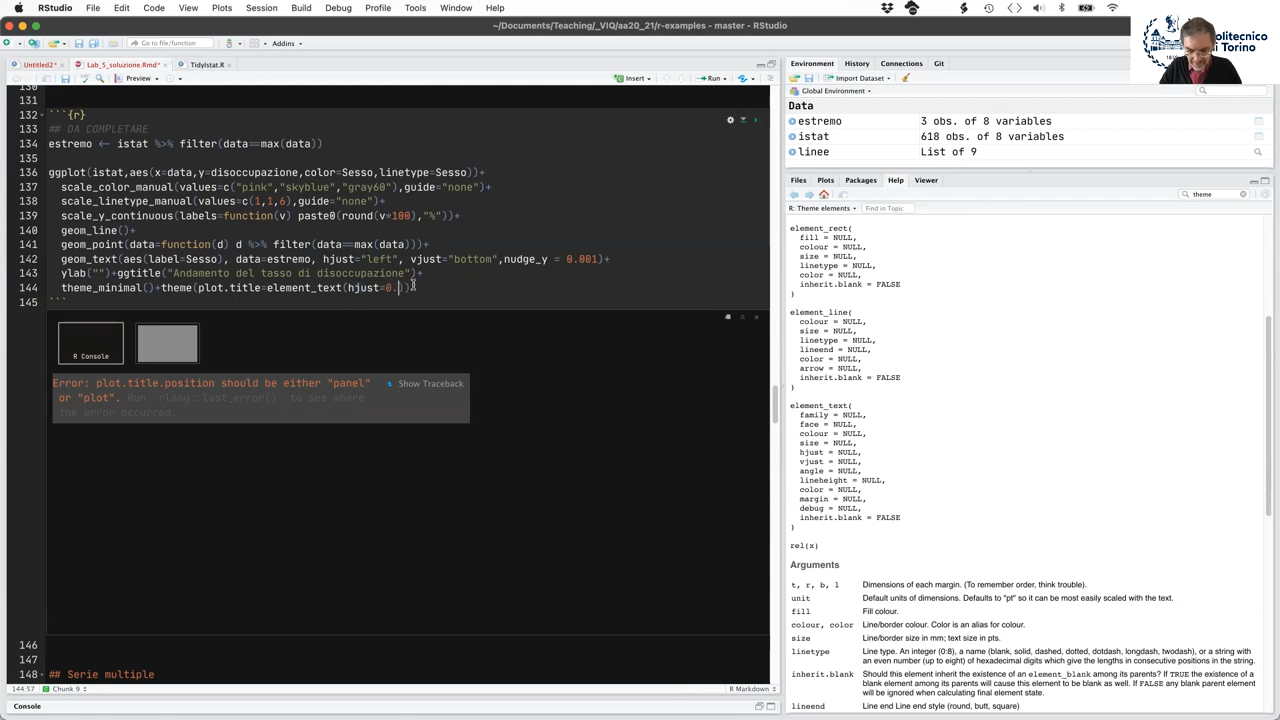 RStudio File Edit Code View Plots Session Build Debug Profile Tools Window Help
~/Documents/Teaching/_VIQ/aa20_21/r-examples - master - RStudio
Go to file/function Addins
Politecnico
di Torino
Untitled2* Lab_5_soluzione.Rmd* TidyIstat.R
Preview Insert Run
130
131
132 ```{r}
133 ## DA COMPLETARE
134 estremo <- istat %>% filter(data==max(data))
135
136 ggplot(istat,aes(x=data,y=disoccupazione,color=Sesso,linetype=Sesso))+
137 scale_color_manual(values=c("pink","skyblue","gray60"),guide="none")+
138 scale_linetype_manual(values=c(1,1,6),guide="none")+
139 scale_y_continuous(labels=function(v) paste0(round(v*100),"%"))+
140 geom_line()+
141 geom_point(data=function(d) d %>% filter(data==max(data)))+
142 geom_text(aes(label=Sesso), data=estremo, hjust="left", vjust="bottom",nudge_y = 0.001)+
143 ylab("")+ggtitle("Andamento del tasso di disoccupazione")+
144 theme_minimal()+theme(plot.title=element_text(hjust=0.))
145 ```
R Console
Error: plot.title.position should be either "panel"
or "plot". Run `rlang::last_error()` to see where
the error occurred.
Show Traceback
146
147
148 ## Serie multiple
144:57 Chunk 9 R Markdown
Console
Environment History Connections Git
Import Dataset
Global Environment
Data
estremo 3 obs. of 8 variables
istat 618 obs. of 8 variables
linee List of 9
Files Plots Packages Help Viewer
theme
R: Theme elements Find in Topic
element_rect(
fill = NULL,
colour = NULL,
size = NULL,
linetype = NULL,
color = NULL,
inherit.blank = FALSE
)
element_line(
colour = NULL,
size = NULL,
linetype = NULL,
lineend = NULL,
color = NULL,
arrow = NULL,
inherit.blank = FALSE
)
element_text(
family = NULL,
face = NULL,
colour = NULL,
size = NULL,
hjust = NULL,
vjust = NULL,
angle = NULL,
lineheight = NULL,
color = NULL,
margin = NULL,
debug = NULL,
inherit.blank = FALSE
)
rel(x)
Arguments
t, r, b, l Dimensions of each margin. (To remember order, think trouble).
unit Default units of dimensions. Defaults to "pt" so it can be most easily scaled with the text.
fill Fill colour.
colour, color Line/border colour. Color is an alias for colour.
size Line/border size in mm; text size in pts.
linetype Line type. An integer (0:8), a name (blank, solid, dashed, dotted, dotdash, longdash, twodash), or a string with
an even number (up to eight) of hexadecimal digits which give the lengths in consecutive positions in the string.
inherit.blank Should this element inherit the existence of an element_blank among its parents? If TRUE the existence of a
blank element among its parents will cause this element to be blank as well. If FALSE any blank parent element
will be ignored when calculating final element state.
lineend Line end Line end style (round, butt, square)